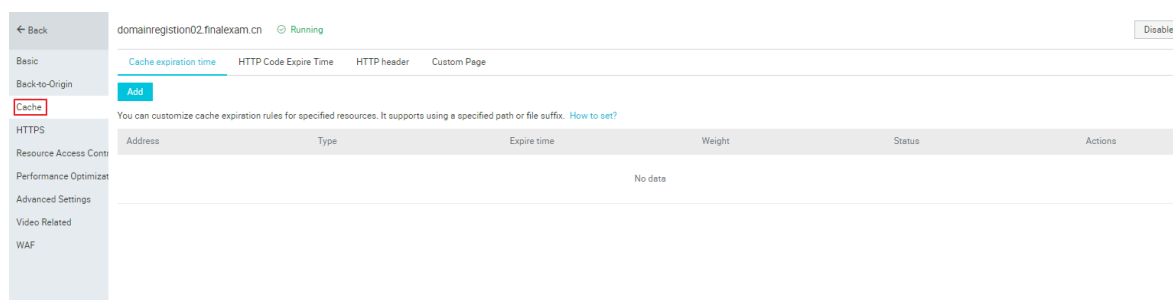 ← Back
domainregistion02.finalexam.cn Running
Disable
Basic
Back-to-Origin
Cache
HTTPS
Resource Access Contr
Performance Optimizat
Advanced Settings
Video Related
WAF
Cache expiration time HTTP Code Expire Time HTTP header Custom Page
Add
You can customize cache expiration rules for specified resources. It supports using a specified path or file suffix. How to set?
Address Type Expire time Weight Status Actions
No data